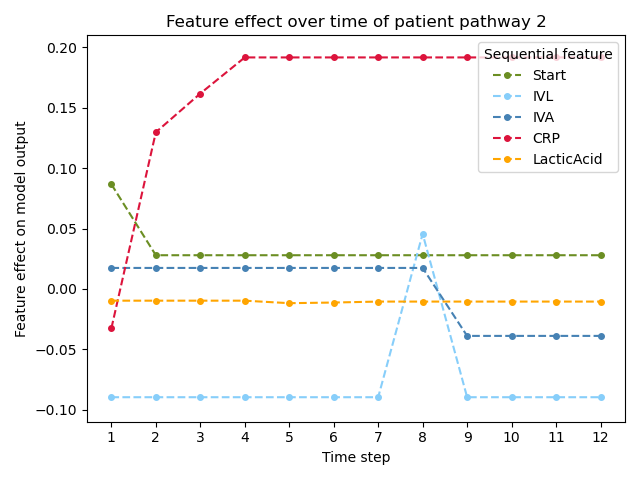 Feature effect over time of patient pathway 2
Feature effect on model output
0.20
0.15
0.10
0.05
0.00
−0.05
−0.10
Sequential feature
Start
IVL
IVA
CRP
LacticAcid
1 2 3 4 5 6 7 8 9 10 11 12
Time step